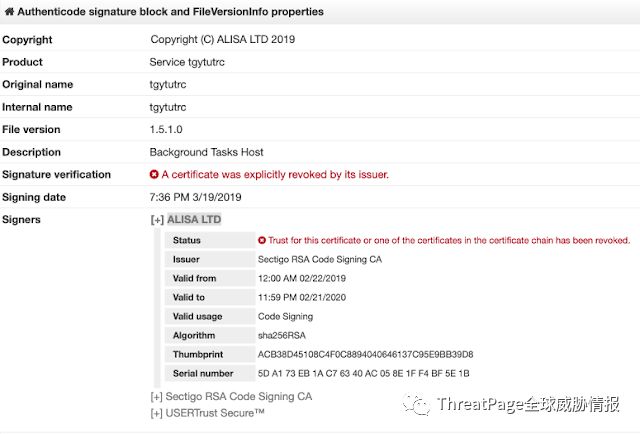 Authenticode signature block and FileVersionInfo properties
Copyright Copyright (C) ALISA LTD 2019
Product Service tgytutrc
Original name tgytutrc
Internal name tgytutrc
File version 1.5.1.0
Description Background Tasks Host
Signature verification A certificate was explicitly revoked by its issuer.
Signing date 7:36 PM 3/19/2019
Signers [+] ALISA LTD
Status Trust for this certificate or one of the certificates in the certificate chain has been revoked.
Issuer Sectigo RSA Code Signing CA
Valid from 12:00 AM 02/22/2019
Valid to 11:59 PM 02/21/2020
Valid usage Code Signing
Algorithm sha256RSA
Thumbprint ACB38D45108C4F0C8894040646137C95E9BB39D8
Serial number 5D A1 73 EB 1A C7 63 40 AC 05 8E 1F F4 BF 5E 1B
[+] Sectigo RSA Code Signing CA
[+] USERTrust Secure™
ThreatPage全球威胁情报